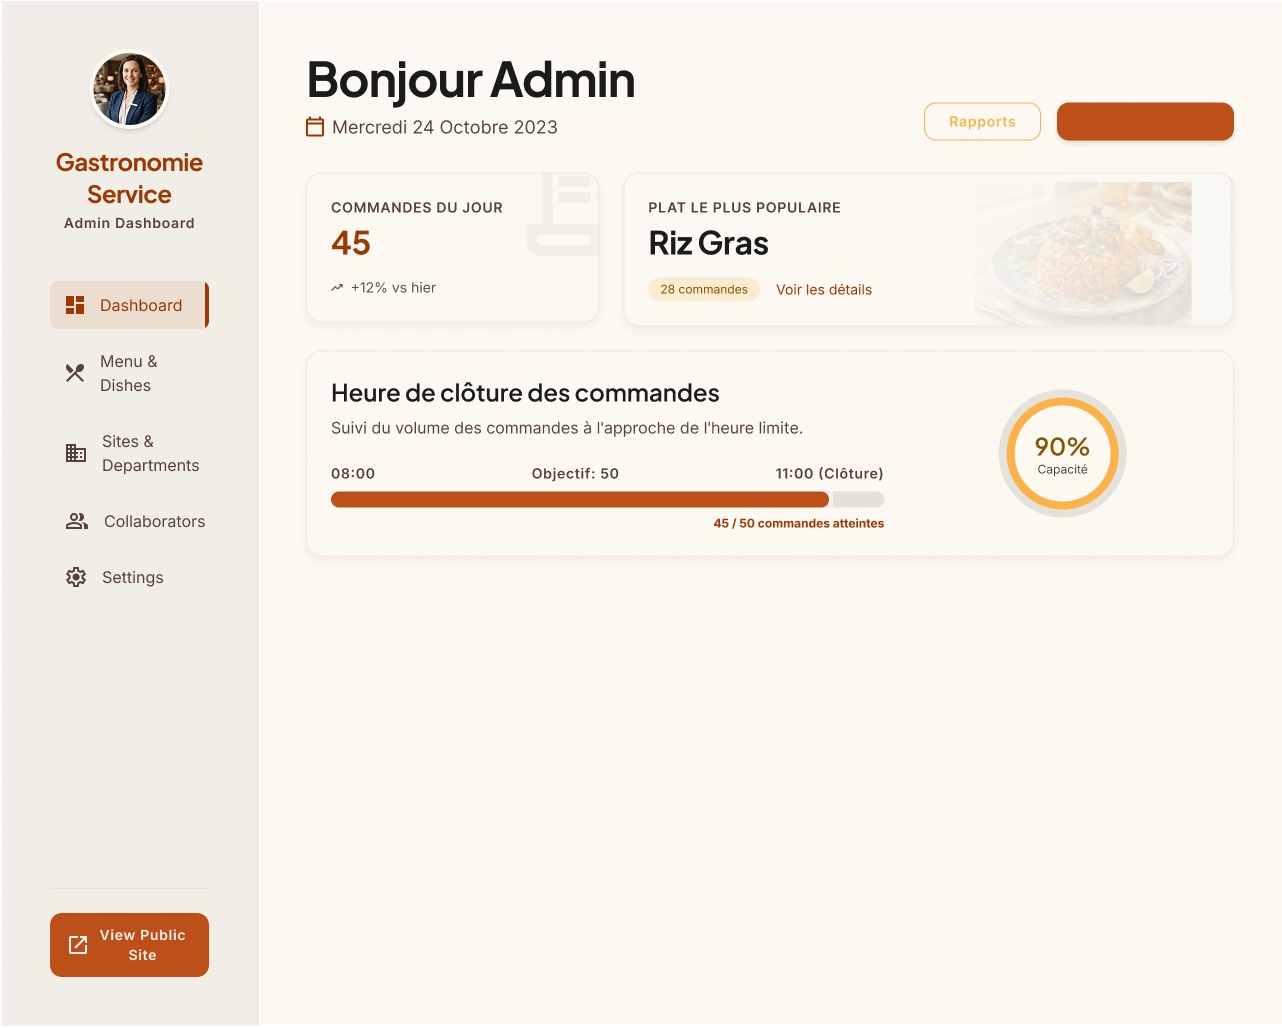 Gastronomie
Service
Admin Dashboard
Dashboard
Menu &
Dishes
Sites &
Departments
Collaborators
Settings
View Public
Site
Bonjour Admin
Mercredi 24 Octobre 2023
Rapports
COMMANDES DU JOUR
45
+12% vs hier
PLAT LE PLUS POPULAIRE
Riz Gras
28 commandes
Voir les détails
Heure de clôture des commandes
Suivi du volume des commandes à l'approche de l'heure limite.
08:00
Objectif: 50
11:00 (Clôture)
45 / 50 commandes atteintes
90%
Capacité